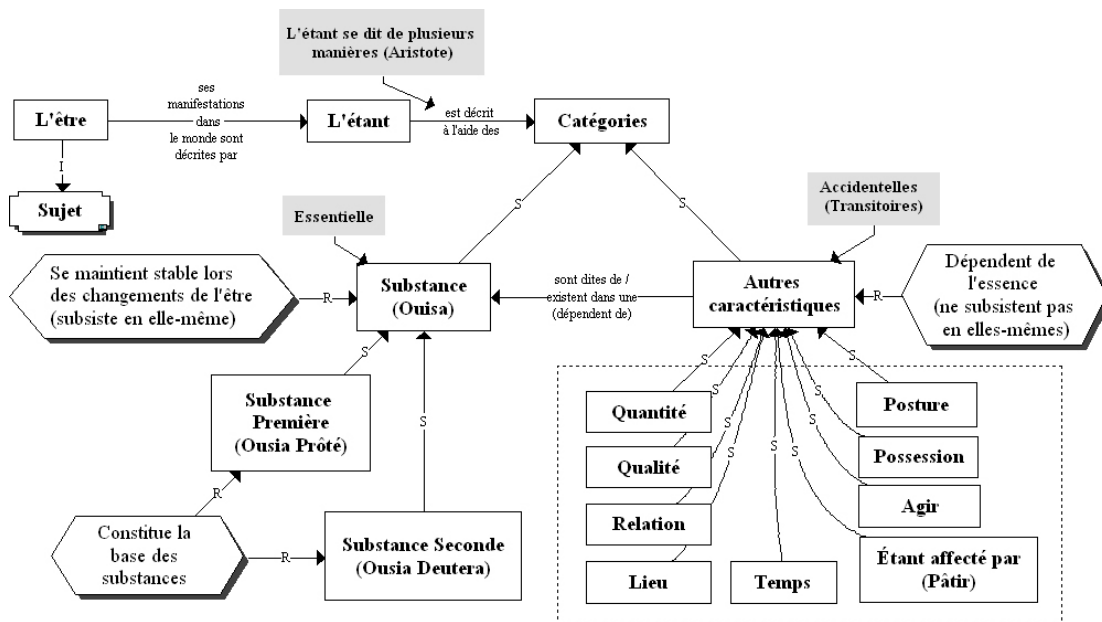 L'étant se dit de plusieurs
manières (Aristote)
L'être
ses
manifestations
dans
le monde sont
décrites par
L'étant
est décrit
à l'aide des
Catégories
I
Sujet
S
S
Essentielle
Accidentelles
(Transitoires)
Se maintient stable lors
des changements de l'être
(subsiste en elle-même)
R
Substance
(Ouisa)
sont dites de /
existent dans une
(dépendent de)
Autres
caractéristiques
R
Dépendent de
l'essence
(ne subsistent pas
en elles-mêmes)
S
S
Substance
Première
(Ousia Prôté)
R
Constitue la
base des
substances
R
Substance Seconde
(Ousia Deutera)
S
S
S
S
S
S
S
S
S
Quantité
Qualité
Relation
Lieu
Temps
Posture
Possession
Agir
Étant affecté par
(Pâtir)